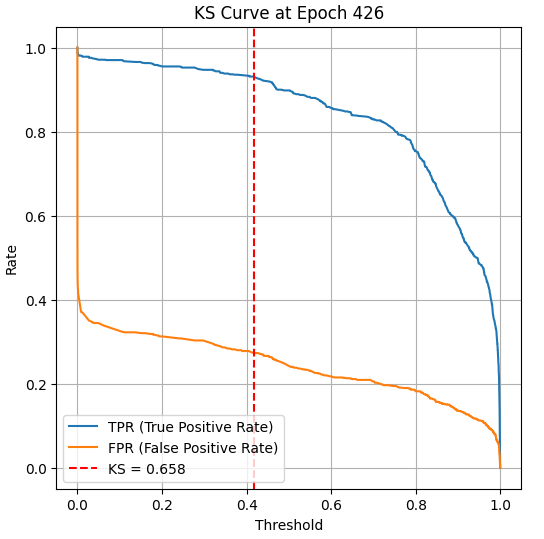 KS Curve at Epoch 426
Rate
1.0
0.8
0.6
0.4
0.2
0.0
TPR (True Positive Rate)
FPR (False Positive Rate)
KS = 0.658
0.0 0.2 0.4 0.6 0.8 1.0
Threshold